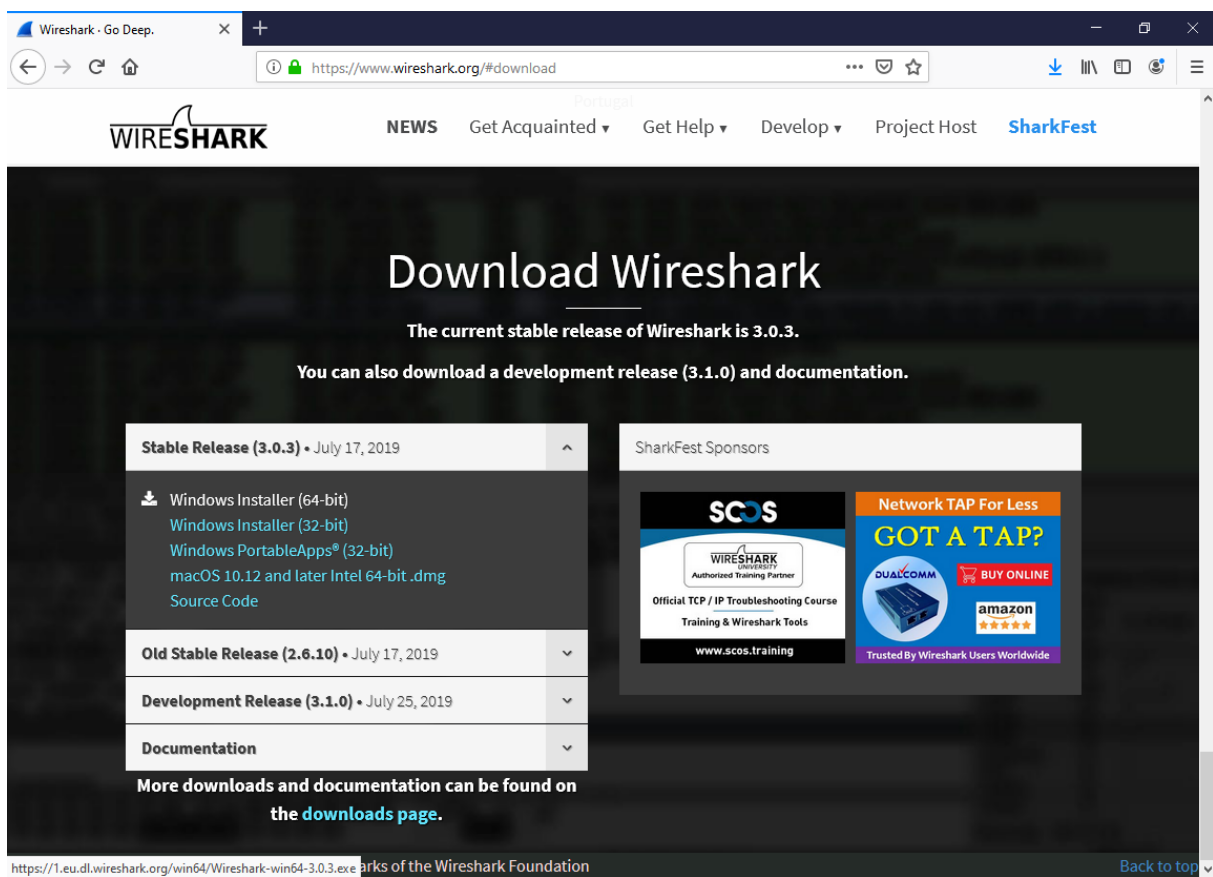 Wireshark · Go Deep.
https://www.wireshark.org/#download
Portugal
WIRESHARK
NEWS Get Acquainted ▾ Get Help ▾ Develop ▾ Project Host SharkFest
Download Wireshark
The current stable release of Wireshark is 3.0.3.
You can also download a development release (3.1.0) and documentation.
Stable Release (3.0.3) • July 17, 2019
Windows Installer (64-bit)
Windows Installer (32-bit)
Windows PortableApps® (32-bit)
macOS 10.12 and later Intel 64-bit .dmg
Source Code
Old Stable Release (2.6.10) • July 17, 2019
Development Release (3.1.0) • July 25, 2019
Documentation
More downloads and documentation can be found on
the downloads page.
SharkFest Sponsors
SCOS
WIRESHARK
UNIVERSITY
Authorized Training Partner
Official TCP / IP Troubleshooting Course
Training & Wireshark Tools
www.scos.training
Network TAP For Less
GOT A TAP?
DUALCOMM
BUY ONLINE
amazon
Trusted By Wireshark Users Worldwide
https://1.eu.dl.wireshark.org/win64/Wireshark-win64-3.0.3.exe
arks of the Wireshark Foundation
Back to top